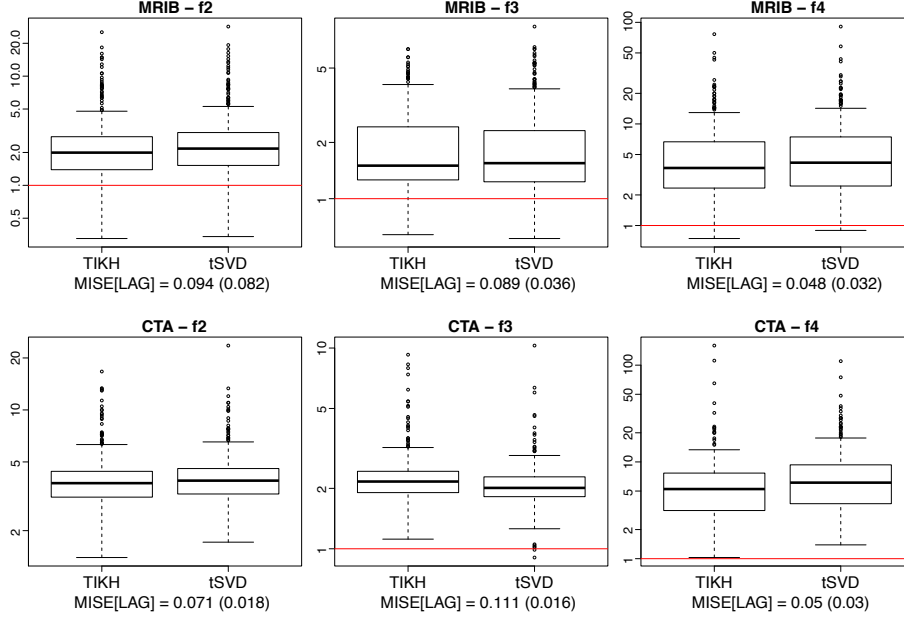 MRIB − f2
20.0
10.0
5.0
2.0
1.0
0.5
TIKH tSVD
MISE[LAG] = 0.094 (0.082)
MRIB − f3
5
2
1
TIKH tSVD
MISE[LAG] = 0.089 (0.036)
MRIB − f4
100
50
20
10
5
2
1
TIKH tSVD
MISE[LAG] = 0.048 (0.032)
CTA − f2
20
10
5
2
TIKH tSVD
MISE[LAG] = 0.071 (0.018)
CTA − f3
10
5
2
1
TIKH tSVD
MISE[LAG] = 0.111 (0.016)
CTA − f4
100
50
20
10
5
2
1
TIKH tSVD
MISE[LAG] = 0.05 (0.03)